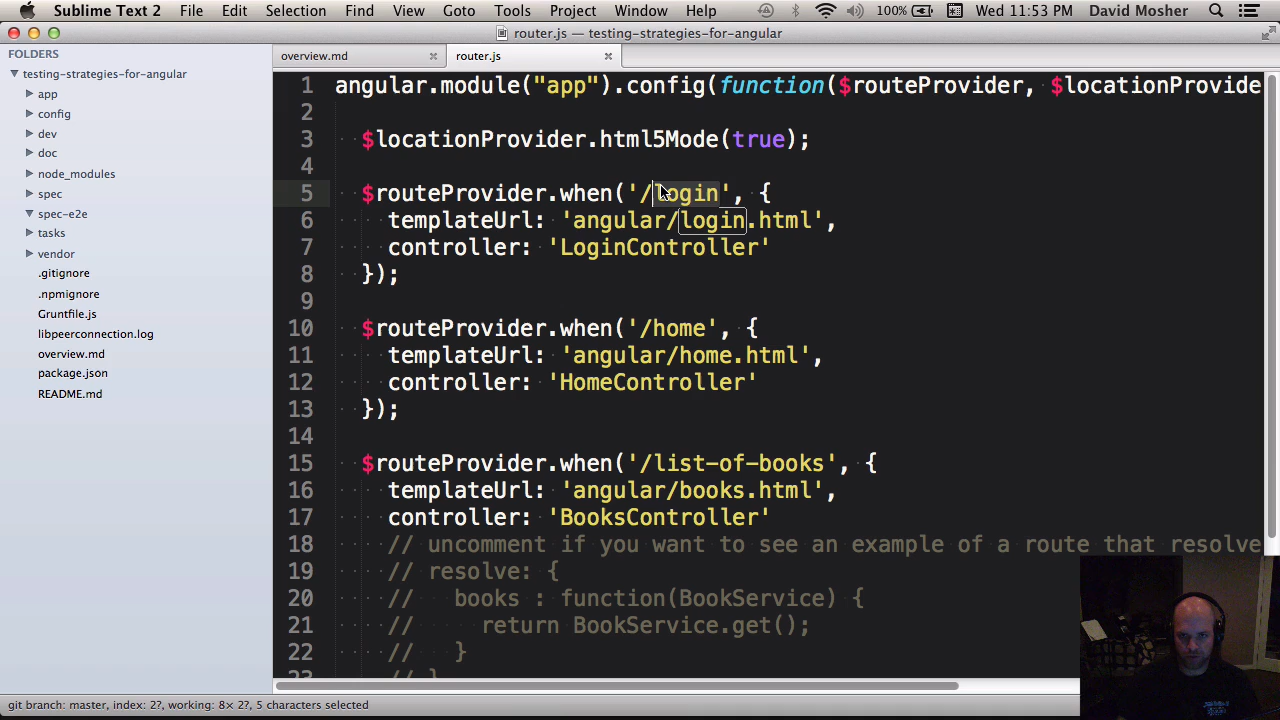 Sublime Text 2 File Edit Selection Find View Goto Tools Project Window Help 100% Wed 11:53 PM David Mosher
router.js — testing-strategies-for-angular
FOLDERS
testing-strategies-for-angular
app
config
dev
doc
node_modules
spec
spec-e2e
tasks
vendor
.gitignore
.npmignore
Gruntfile.js
libpeerconnection.log
overview.md
package.json
README.md
overview.md × router.js ×
1 angular.module("app").config(function($routeProvider, $locationProvide
2
3 $locationProvider.html5Mode(true);
4
5 $routeProvider.when('/login', {
6 templateUrl: 'angular/login.html',
7 controller: 'LoginController'
8 });
9
10 $routeProvider.when('/home', {
11 templateUrl: 'angular/home.html',
12 controller: 'HomeController'
13 });
14
15 $routeProvider.when('/list-of-books', {
16 templateUrl: 'angular/books.html',
17 controller: 'BooksController'
18 // uncomment if you want to see an example of a route that resolve
19 // resolve: {
20 // books : function(BookService) {
21 // return BookService.get();
22 // }
23 // }
git branch: master, index: 2?, working: 8× 2?, 5 characters selected